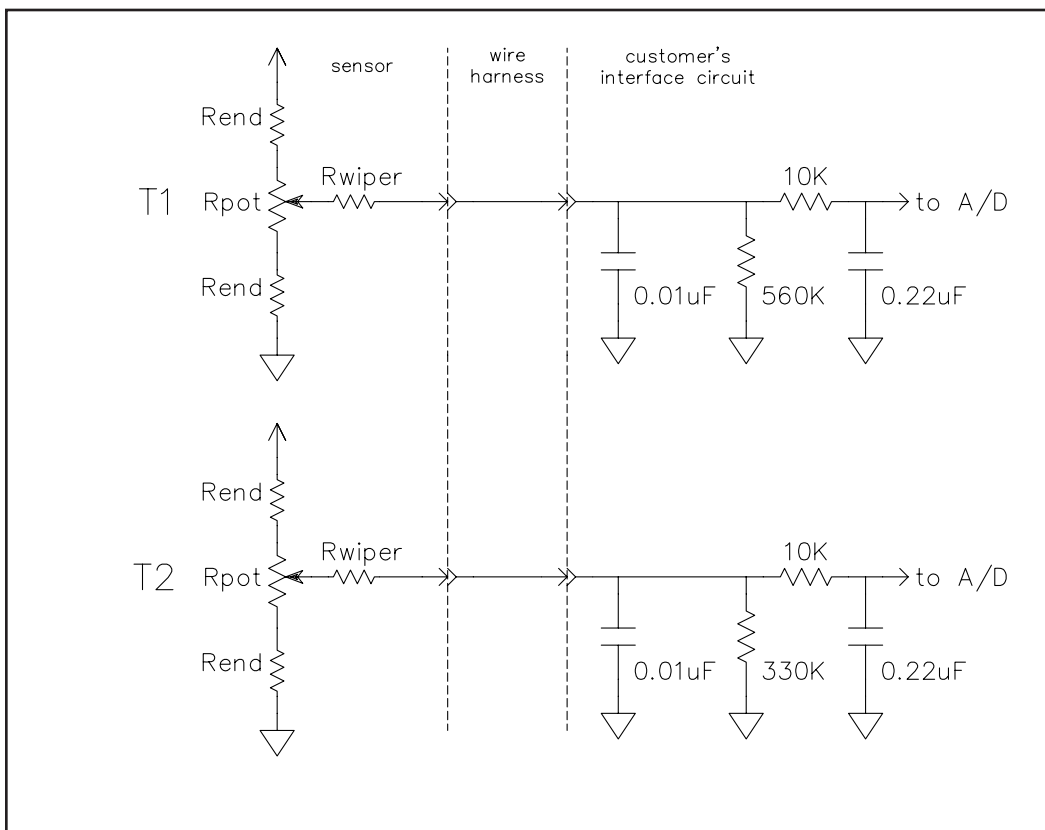 sensor
wire
harness
customer's
interface circuit
Rend
Rwiper
10K
T1
Rpot
to A/D
Rend
0.01uF
560K
0.22uF
Rend
Rwiper
10K
T2
Rpot
to A/D
Rend
0.01uF
330K
0.22uF